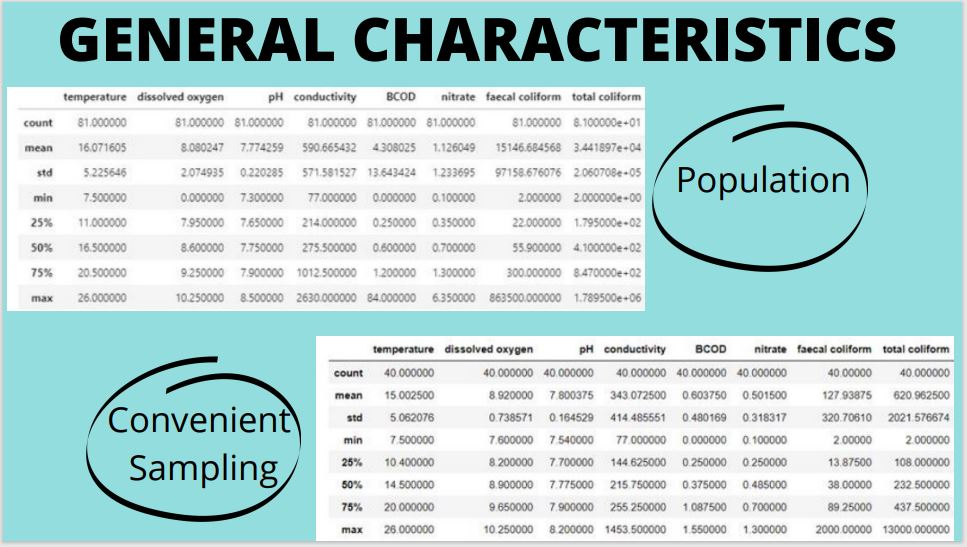 GENERAL CHARACTERISTICS
temperature dissolved oxygen pH conductivity BCOD nitrate faecal coliform total coliform
count 81.000000 81.000000 81.000000 81.000000 81.000000 81.000000 81.000000 8.100000e+01
mean 16.071605 8.080247 7.774259 590.665432 4.308025 1.126049 15146.684568 3.441897e+04
std 5.225646 2.074935 0.220285 571.581527 13.643424 1.233695 97158.676076 2.060708e+05
min 7.500000 0.000000 7.300000 77.000000 0.000000 0.100000 2.000000 2.000000e+00
25% 11.000000 7.950000 7.650000 214.000000 0.250000 0.350000 22.000000 1.795000e+02
50% 16.500000 8.600000 7.750000 275.500000 0.600000 0.700000 55.900000 4.100000e+02
75% 20.500000 9.250000 7.900000 1012.500000 1.200000 1.300000 300.000000 8.470000e+02
max 26.000000 10.250000 8.500000 2630.000000 84.000000 6.350000 863500.000000 1.789500e+06
Population
Convenient
Sampling
temperature dissolved oxygen pH conductivity BCOD nitrate faecal coliform total coliform
count 40.000000 40.000000 40.000000 40.000000 40.000000 40.000000 40.00000 40.000000
mean 15.002500 8.920000 7.800375 343.072500 0.603750 0.501500 127.93875 620.962500
std 5.062076 0.738571 0.164529 414.485551 0.480169 0.318317 320.70610 2021.576674
min 7.500000 7.600000 7.540000 77.000000 0.000000 0.100000 2.00000 2.000000
25% 10.400000 8.200000 7.700000 144.625000 0.250000 0.250000 13.87500 108.000000
50% 14.500000 8.900000 7.775000 215.750000 0.375000 0.485000 38.00000 232.500000
75% 20.000000 9.650000 7.900000 255.250000 1.087500 0.700000 89.25000 437.500000
max 26.000000 10.250000 8.200000 1453.500000 1.550000 1.300000 2000.00000 13000.000000